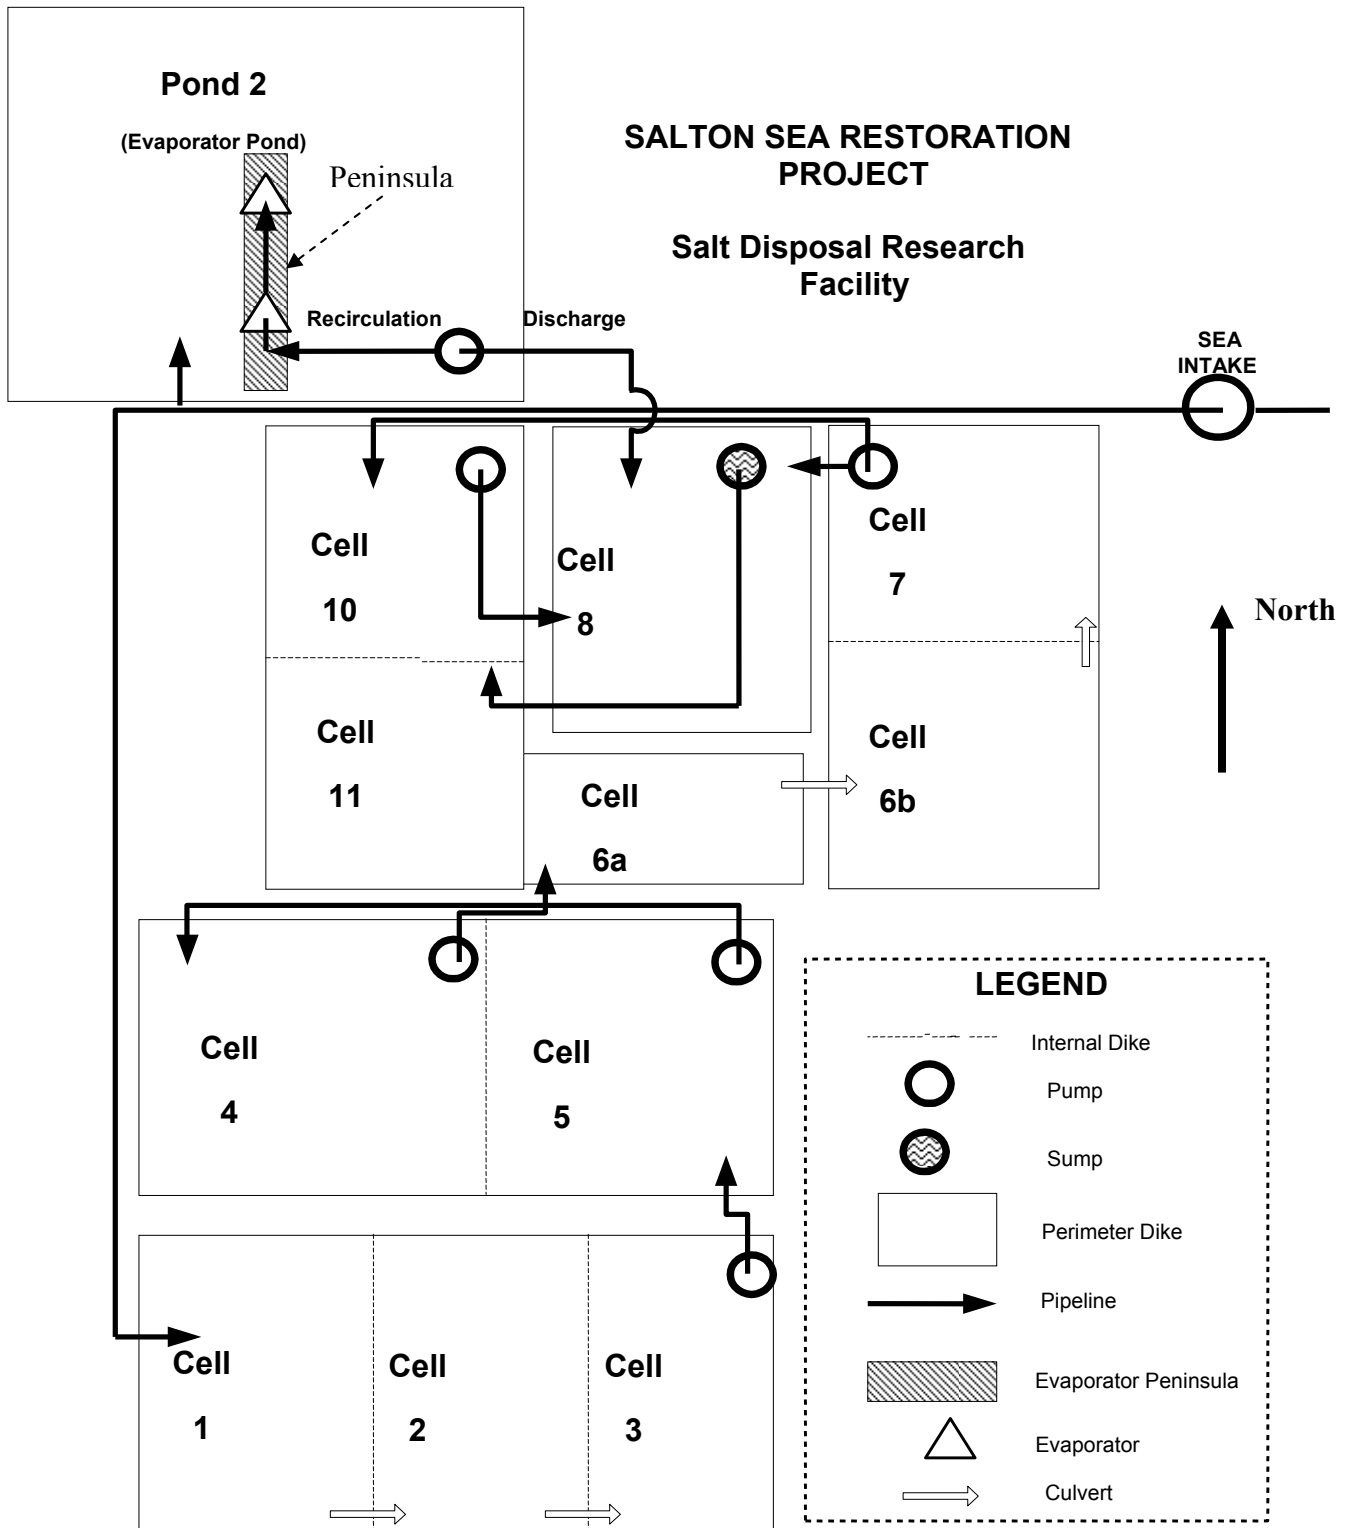 Pond 2
(Evaporator Pond)
Peninsula
SALTON SEA RESTORATION
PROJECT
Salt Disposal Research
Facility
Recirculation
Discharge
SEA
INTAKE
Cell
10
Cell
8
Cell
7
North
Cell
11
Cell
6a
Cell
6b
Cell
4
Cell
5
LEGEND
Internal Dike
Pump
Sump
Perimeter Dike
Pipeline
Evaporator Peninsula
Evaporator
Culvert
Cell
1
Cell
2
Cell
3